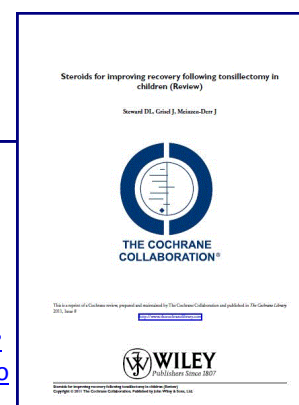 Steroids for improving recovery following tonsillectomy in
children (Review)
Steward DL, Grisel J, Meinzen-Derr J
THE COCHRANE
COLLABORATION®
This is a reprint of a Cochrane review, prepared and maintained by The Cochrane Collaboration and published in The Cochrane Library
2011, Issue 8
http://www.thecochranelibrary.com
WILEY
Publishers Since 1807
Steroids for improving recovery following tonsillectomy in children (Review)
Copyright © 2011 The Cochrane Collaboration. Published by John Wiley & Sons, Ltd.
o